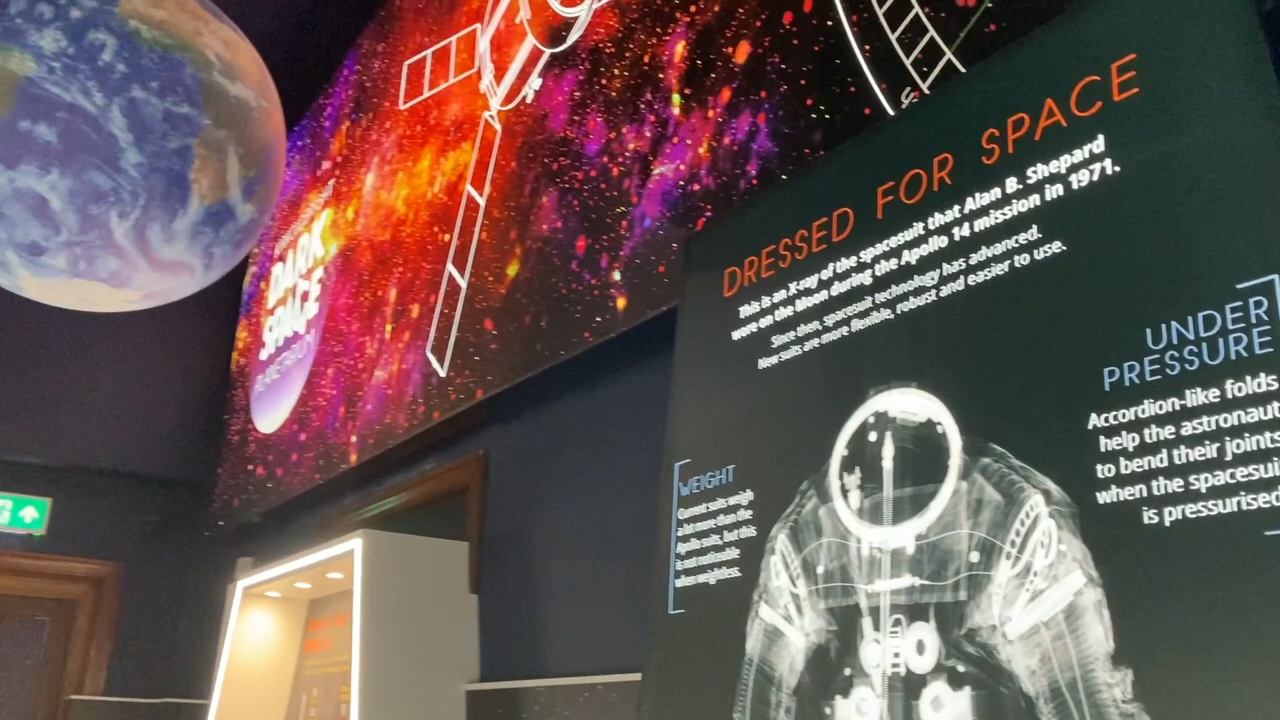 DARK
SPACE
PLANETARIUM
DRESSED FOR SPACE
This is an X-ray of the spacesuit that Alan B. Shepard
wore on the Moon during the Apollo 14 mission in 1971.
Since then, spacesuit technology has advanced.
New suits are more flexible, robust and easier to use.
UNDER
PRESSURE
Accordion-like folds
help the astronaut
to bend their joints
when the spacesui
is pressurised
WEIGHT
Current suits weigh
a bit more than the
Apollo suits, but this
is not noticeable
when weightless.